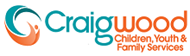 Craigwood
Children, Youth &
Family Services